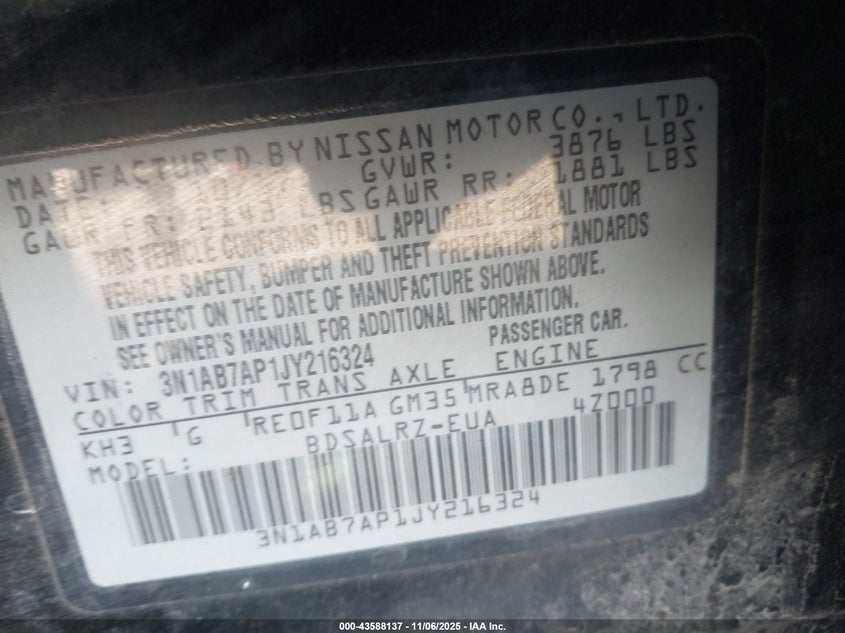 MANUFACTURED BY NISSAN MOTOR CO., LTD.
DATE: GVWR: 3876 LBS
GAWR FR: LBS GAWR RR: 1881 LBS
THIS VEHICLE CONFORMS TO ALL APPLICABLE FEDERAL MOTOR
VEHICLE SAFETY, BUMPER AND THEFT PREVENTION STANDARDS
IN EFFECT ON THE DATE OF MANUFACTURE SHOWN ABOVE.
SEE OWNER'S MANUAL FOR ADDITIONAL INFORMATION.
VIN: 3N1AB7AP1JY216324 PASSENGER CAR.
COLOR TRIM TRANS AXLE ENGINE
KH3 G RE0F11A GM35 MRA8DE 1798 CC
MODEL: BDSALRZ-EUA 4Z000
3N1AB7AP1JY216324
000-43588137 - 11/06/2025 - IAA Inc.